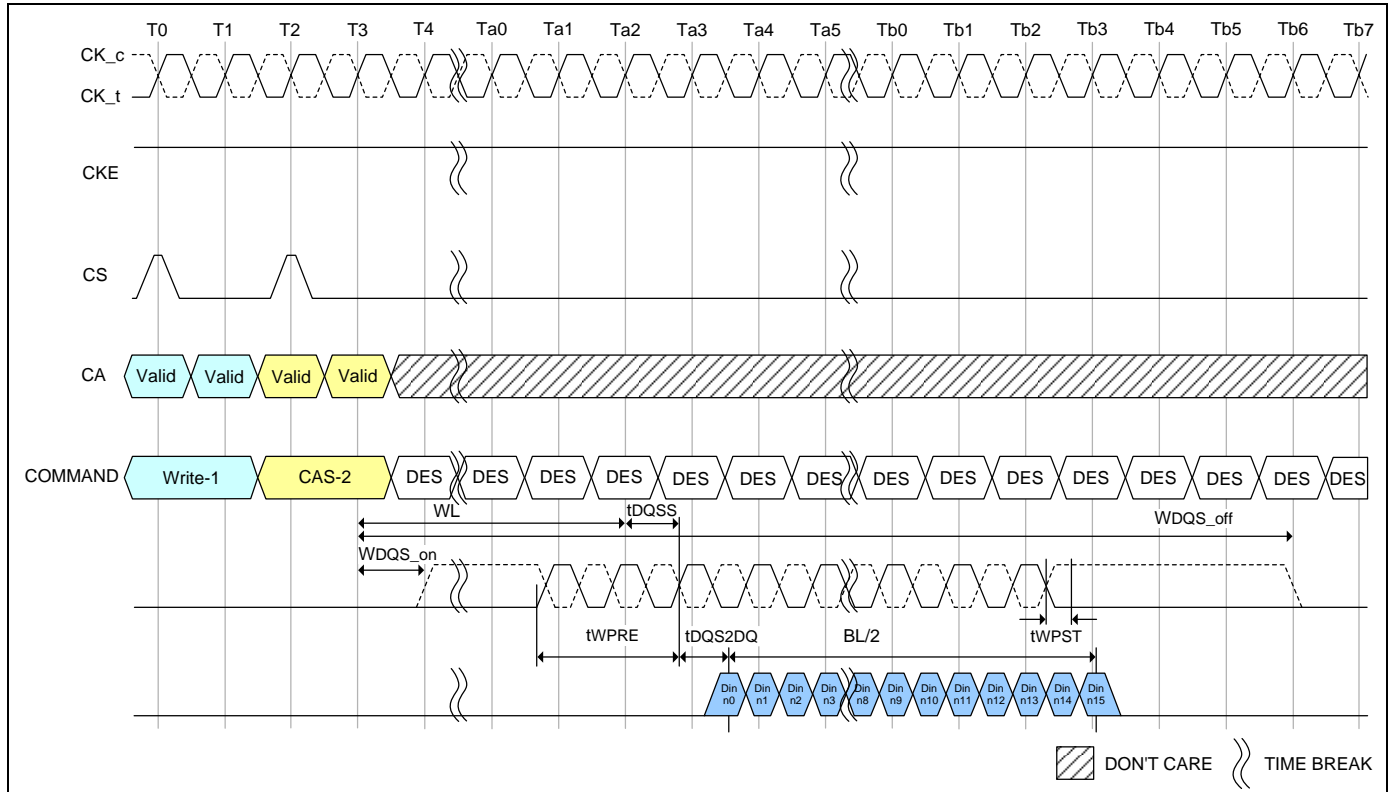 T0 T1 T2 T3 T4 Ta0 Ta1 Ta2 Ta3 Ta4 Ta5 Tb0 Tb1 Tb2 Tb3 Tb4 Tb5 Tb6 Tb7
CK_c
CK_t
CKE
CS
CA Valid Valid Valid Valid
COMMAND Write-1 CAS-2 DES DES DES DES DES DES DES DES DES DES DES DES DES DES DES
WL tDQSS WDQS_off
WDQS_on
tWPRE tDQS2DQ BL/2 tWPST
Din Din Din Din Din Din Din Din Din Din Din Din
n0 n1 n2 n3 n8 n9 n10 n11 n12 n13 n14 n15
DON'T CARE TIME BREAK